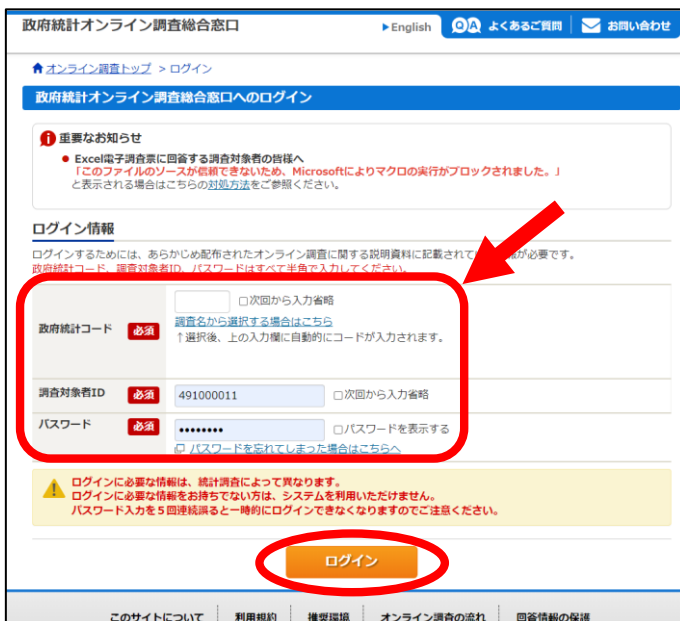 政府統計オンライン調査総合窓口
▶English
QA よくあるご質問
お問い合わせ
オンライン調査トップ > ログイン
政府統計オンライン調査総合窓口へのログイン
重要なお知らせ
● Excel電子調査票に回答する調査対象者の皆様へ
「このファイルのソースが信頼できないため、Microsoftによりマクロの実行がブロックされました。」
と表示される場合はこちらの対処方法をご参照ください。
ログイン情報
ログインするためには、あらかじめ配布されたオンライン調査に関する説明資料に記載されて が必要です。
政府統計コード、調査対象者ID、パスワードはすべて半角で入力してください。
□次回から入力省略
政府統計コード 必須
調査名から選択する場合はこちら
↑選択後、上の入力欄に自動的にコードが入力されます。
調査対象者ID 必須 491000011 □次回から入力省略
パスワード 必須 •••••••• □パスワードを表示する
パスワードを忘れてしまった場合はこちらへ
ログインに必要な情報は、統計調査によって異なります。
ログインに必要な情報をお持ちでない方は、システムを利用いただけません。
パスワード入力を5回連続誤ると一時的にログインできなくなりますのでご注意ください。
ログイン
このサイトについて 利用規約 推奨環境 オンライン調査の流れ 回答情報の保護